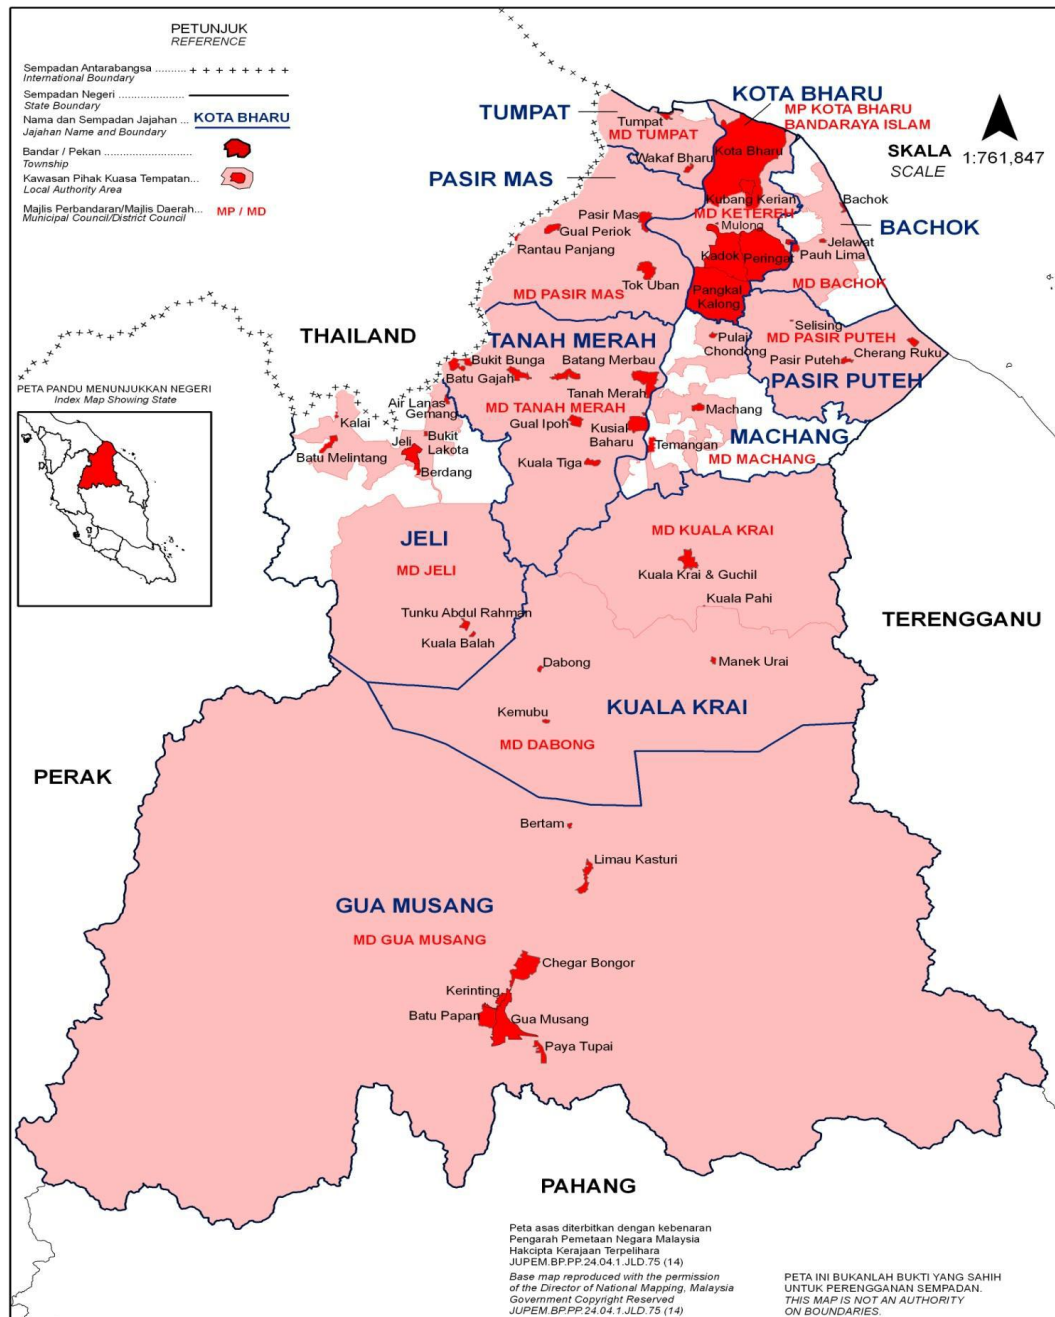 PETUNJUK
REFERENCE
Sempadan Antarabangsa ..........
International Boundary
Sempadan Negeri ......................
State Boundary
Nama dan Sempadan Jajahan ... KOTA BHARU
Jajahan Name and Boundary
Bandar / Pekan ............................
Township
Kawasan Pihak Kuasa Tempatan...
Local Authority Area
Majlis Perbandaran/Majlis Daerah... MP / MD
Municipal Council/District Council
SKALA
SCALE
1:761,847
TUMPAT
Tumpat
MD TUMPAT
Wakaf Bharu
KOTA BHARU
MP KOTA BHARU
BANDARAYA ISLAM
Kota Bharu
Kubang Kerian
MD KETEREH
Mulong
Kadok
Peringat
Pangkal
Kalong
PASIR MAS
Pasir Mas
Gual Periok
Rantau Panjang
Tok Uban
MD PASIR MAS
Bachok
BACHOK
Jelawat
Pauh Lima
MD BACHOK
Selising
MD PASIR PUTEH
Cherang Ruku
Pasir Puteh
PASIR PUTEH
THAILAND
TANAH MERAH
Bukit Bunga
Batang Merbau
Batu Gajah
Tanah Merah
MD TANAH MERAH
Gual Ipoh
Kusial
Baharu
Kuala Tiga
Pulai
Chondong
Machang
MACHANG
Temangan
MD MACHANG
PETA PANDU MENUNJUKKAN NEGERI
Index Map Showing State
Air Lanas
Gemang
Kalai
Batu Melintang
Jeli
Bukit
Lakota
Berdang
JELI
MD JELI
Tunku Abdul Rahman
Kuala Balah
MD KUALA KRAI
Kuala Krai & Guchil
Kuala Pahi
TERENGGANU
Dabong
Manek Urai
KUALA KRAI
Kemubu
MD DABONG
PERAK
Bertam
Limau Kasturi
GUA MUSANG
MD GUA MUSANG
Chegar Bongor
Kerinting
Batu Papan
Gua Musang
Paya Tupai
PAHANG
Peta asas diterbitkan dengan kebenaran
Pengarah Pemetaan Negara Malaysia
Hakcipta Kerajaan Terpelihara
JUPEM.BP.PP.24.04.1.JLD.75 (14)
Base map reproduced with the permission
of the Director of National Mapping, Malaysia
Government Copyright Reserved
JUPEM.BP.PP.24.04.1.JLD.75 (14)
PETA INI BUKANLAH BUKTI YANG SAHIH
UNTUK PERENGGANAN SEMPADAN.
THIS MAP IS NOT AN AUTHORITY
ON BOUNDARIES.